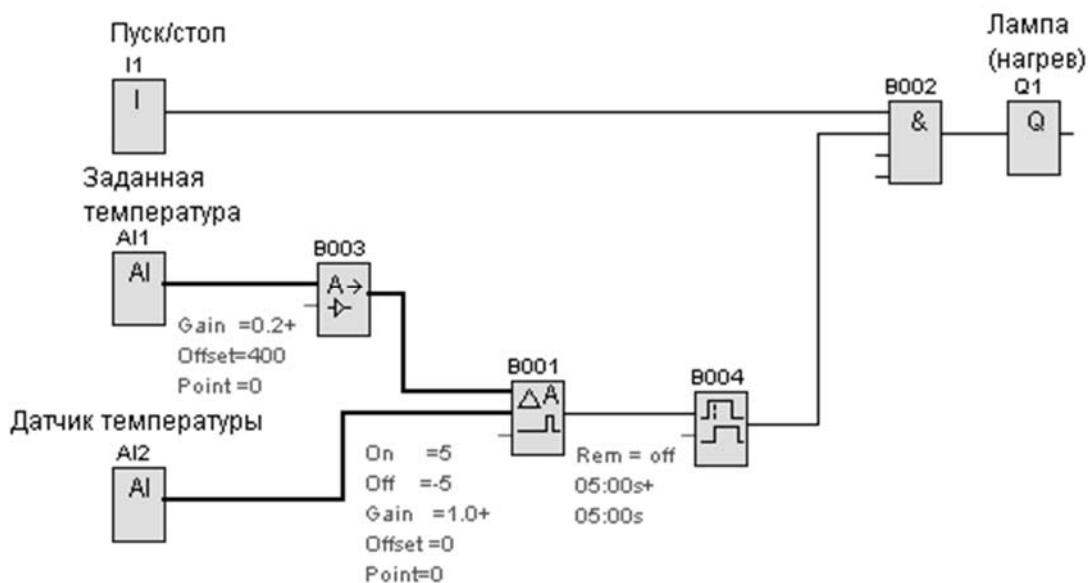 Пуск/стоп
I1
I
Лампа
(нагрев)
B002
&
Q1
Q
Заданная
температура
AI1
AI
B003
A→
Gain =0.2+
Offset=400
Point =0
B001
△A
B004
Датчик температуры
AI2
AI
On =5
Off =-5
Gain =1.0+
Offset =0
Point=0
Rem = off
05:00s+
05:00s